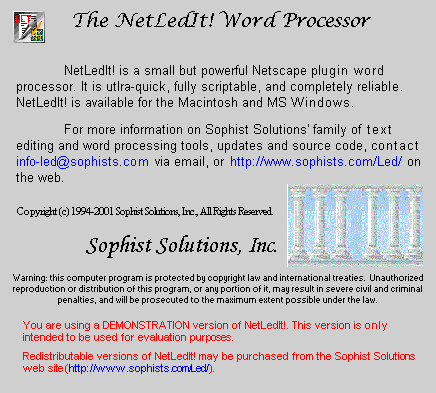 The NetLedIt! Word Processor
NetLedIt! is a small but powerful Netscape plugin word
processor. It is utlra-quick, fully scriptable, and completely reliable.
NetLedIt! is available for the Macintosh and MS Windows.
For more information on Sophist Solutions' family of text
editing and word processing tools, updates and source code, contact
info-led@sophists.com via email, or http://www.sophists.com/Led/ on
the web.
Copyright (c) 1994-2001 Sophist Solutions, Inc., All Rights Reserved.
Sophist Solutions, Inc.
Warning: this computer program is protected by copyright law and international treaties. Unauthorized
reproduction or distribution of this program, or any portion of it, may result in severe civil and criminal
penalties, and will be prosecuted to the maximum extent possible under the law.
You are using a DEMONSTRATION version of NetLedIt!. This version is only
intended to be used for evaluation purposes.
Redistributable versions of NetLedIt! may be purchased from the Sophist Solutions
web site(http://www.sophists.com/Led/).